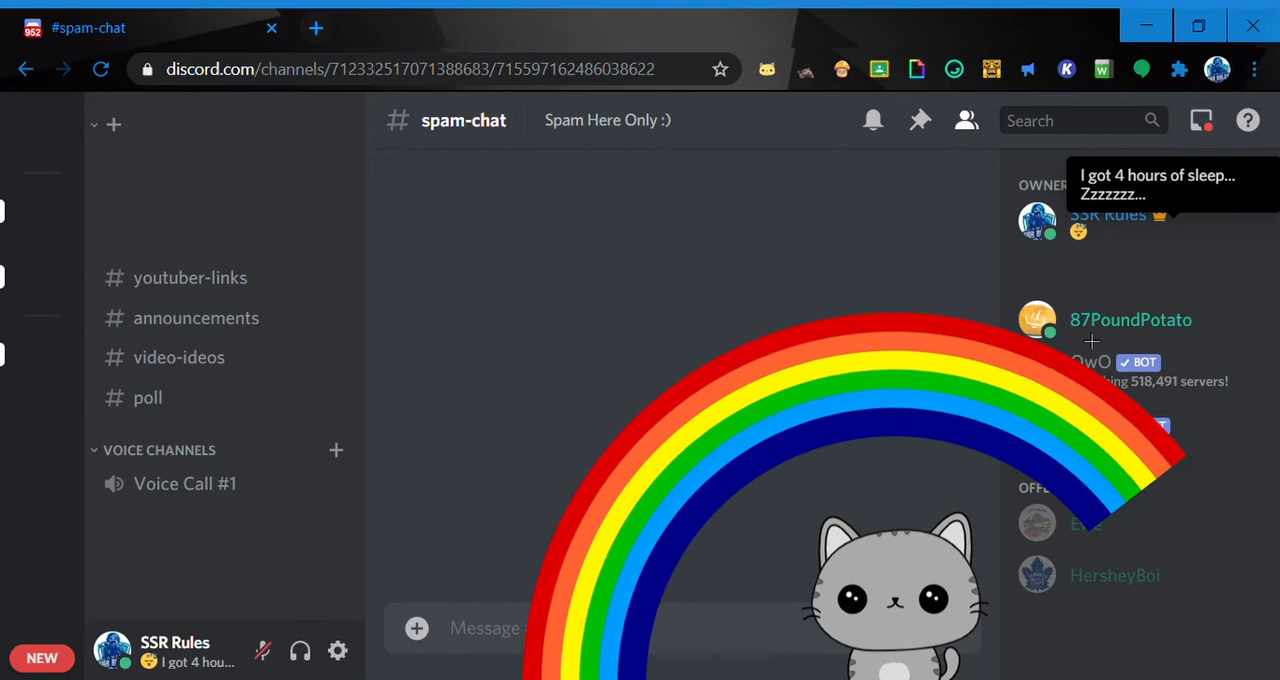 952
#spam-chat
discord.com/channels/712332517071388683/715597162486038622
K
W
spam-chat
Spam Here Only :)
Search
I got 4 hours of sleep...
Zzzzzzz...
OWNER
SSR Rules
youtuber-links
announcements
video-ideos
poll
VOICE CHANNELS
Voice Call #1
87PoundPotato
OwO BOT
518,491 servers!
HersheyBoi
Message
NEW
SSR Rules
I got 4 hou...